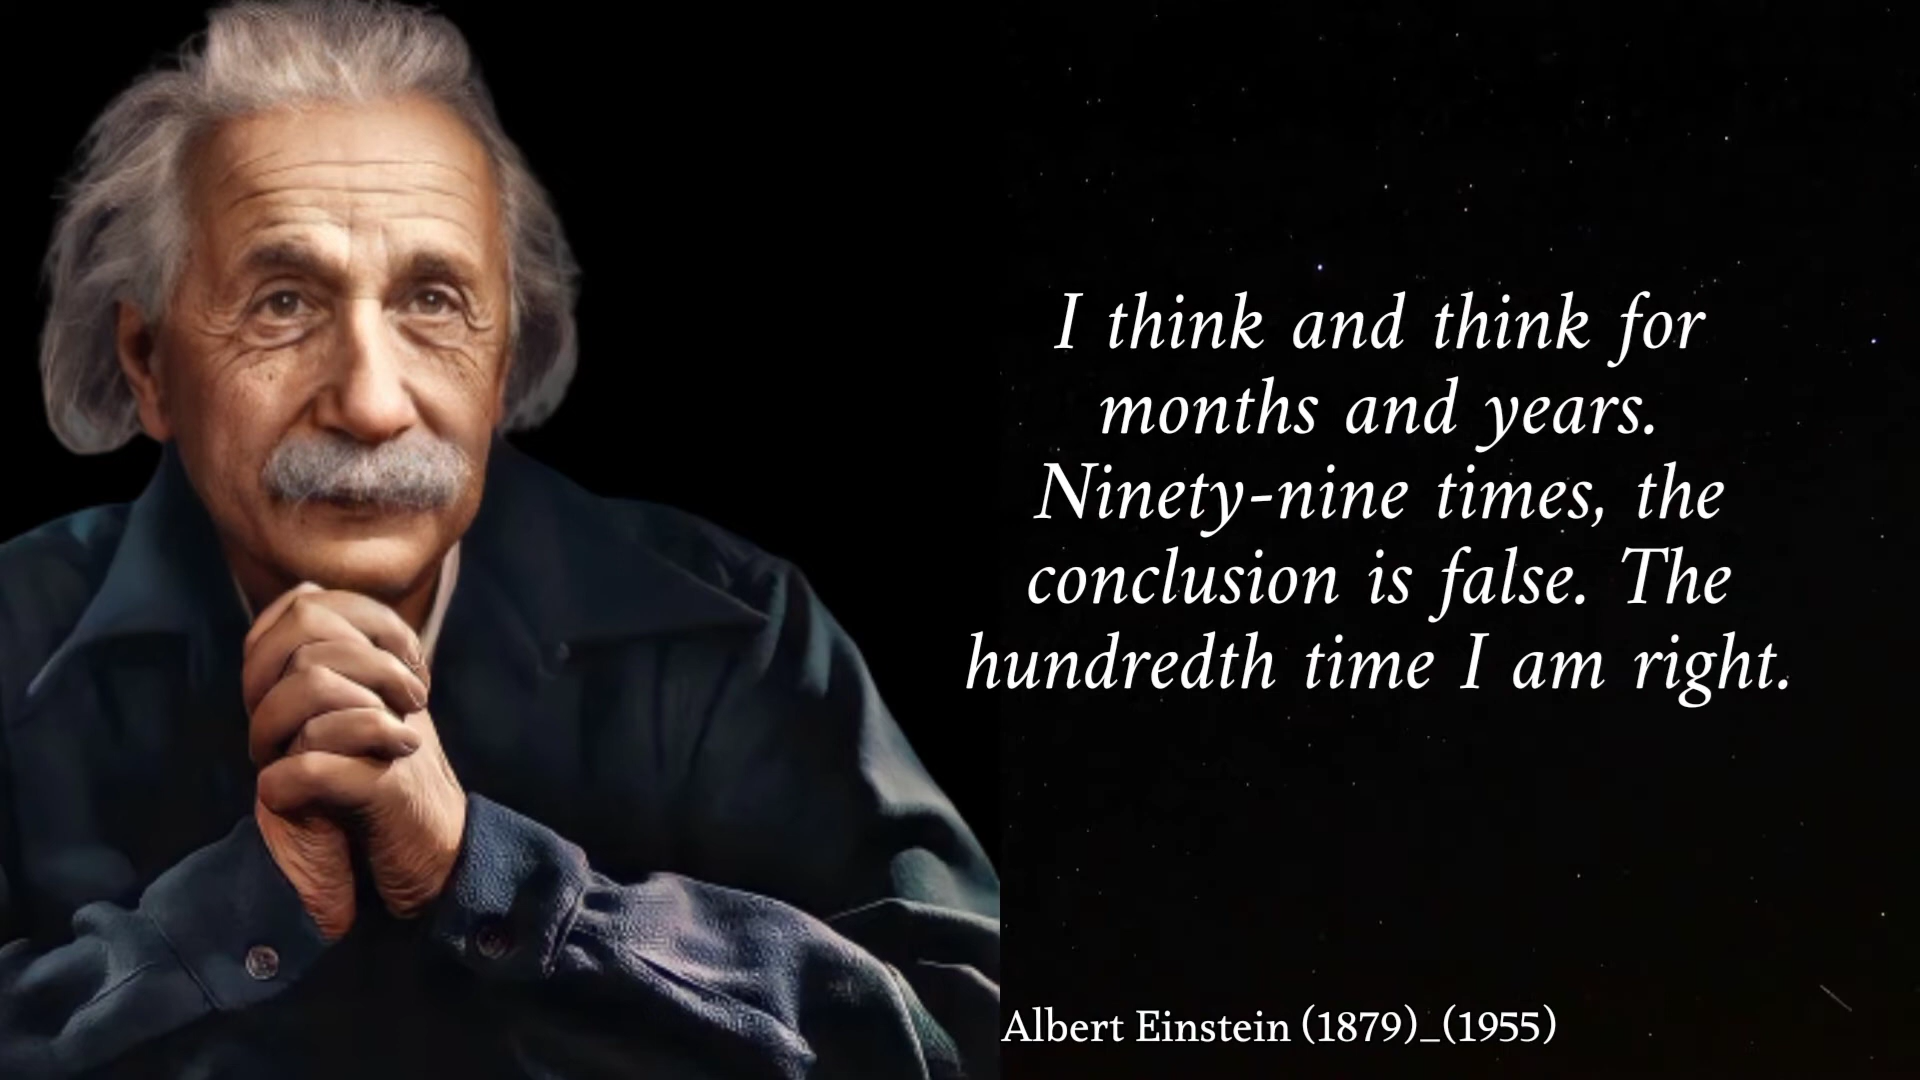 I think and think for
months and years.
Ninety-nine times, the
conclusion is false. The
hundredth time I am right.
Albert Einstein (1879)_(1955)